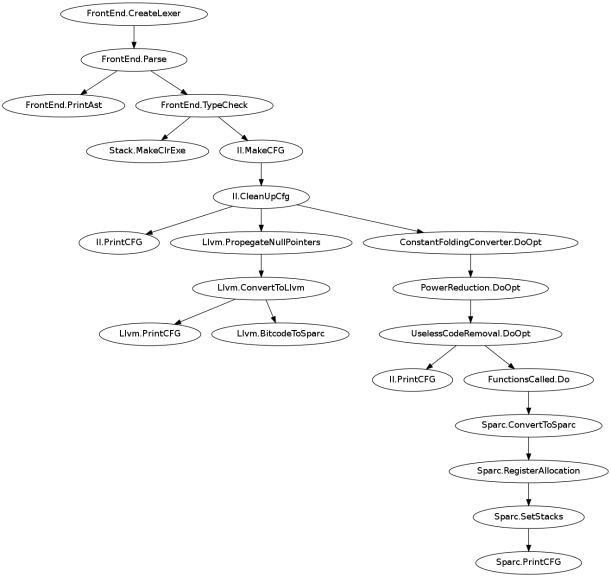 FrontEnd.CreateLexer
FrontEnd.Parse
FrontEnd.PrintAst
FrontEnd.TypeCheck
Stack.MakeClrExe
Il.MakeCFG
Il.CleanUpCfg
Il.PrintCFG
Llvm.PropegateNullPointers
ConstantFoldingConverter.DoOpt
Llvm.ConvertToLlvm
PowerReduction.DoOpt
Llvm.PrintCFG
Llvm.BitcodeToSparc
UselessCodeRemoval.DoOpt
Il.PrintCFG
FunctionsCalled.Do
Sparc.ConvertToSparc
Sparc.RegisterAllocation
Sparc.SetStacks
Sparc.PrintCFG